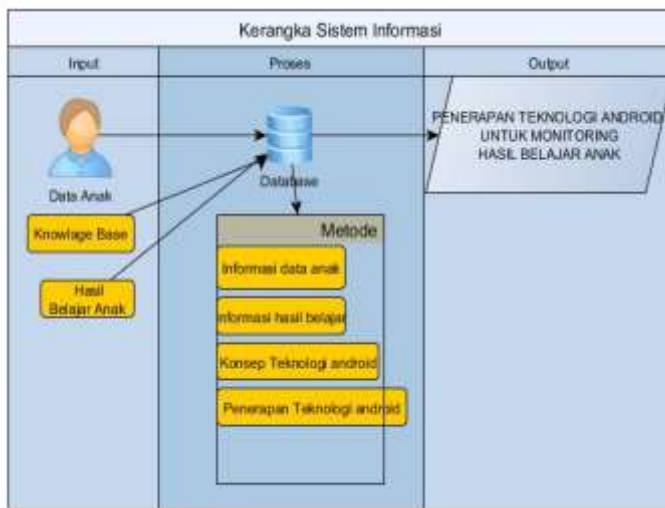 Kerangka Sistem Informasi
Input
Proses
Output
Data Anak
Knowlage Base
Hasil
Belajar Anak
Database
Metode
Informasi data anak
nformasi hasil belajar
Konsep Teknologi android
Penerapan Teknologi android
PENERAPAN TEKNOLOGI ANDROID
UNTUK MONITORING
HASIL BELAJAR ANAK